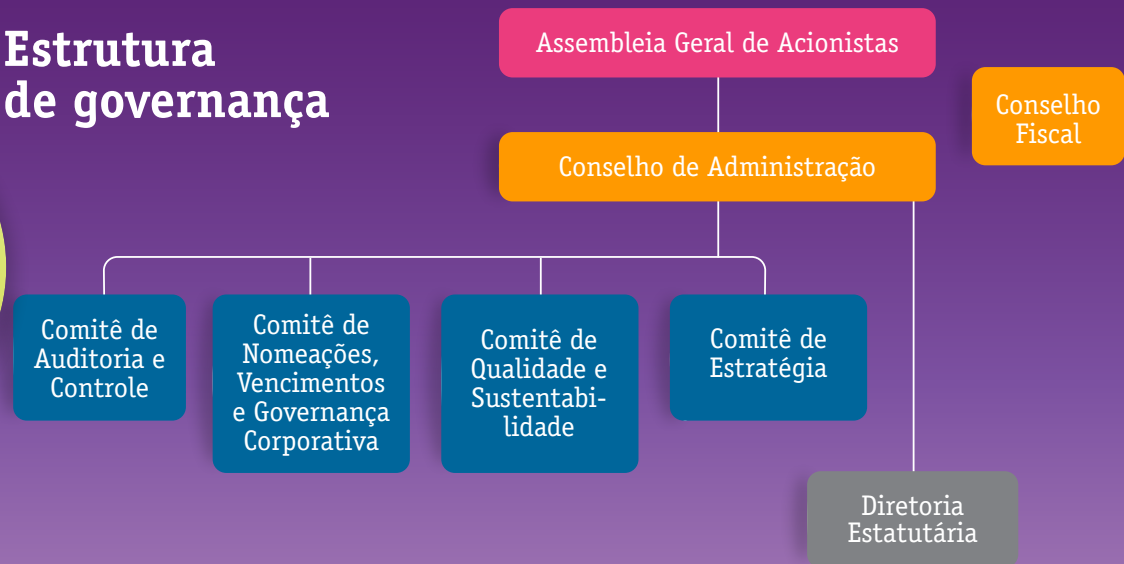 Estrutura
de governança
Assembleia Geral de Acionistas
Conselho
Fiscal
Conselho de Administração
Comitê de
Auditoria e
Controle
Comitê de
Nomeações,
Vencimentos
e Governança
Corporativa
Comitê de
Qualidade e
Sustentabi-
lidade
Comitê de
Estratégia
Diretoria
Estatutária